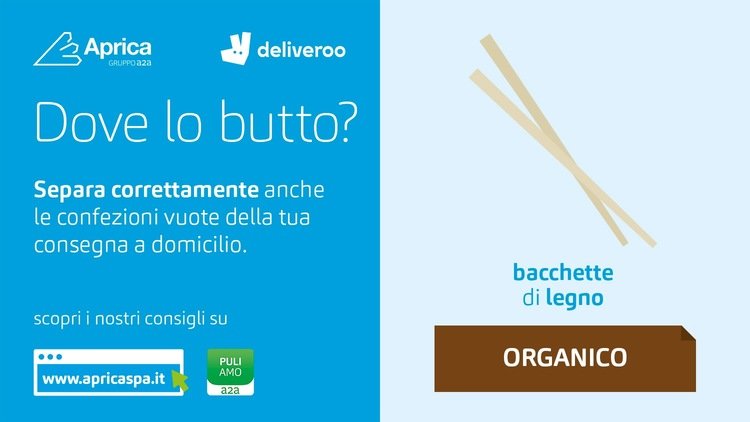 Aprica
GRUPPO a2a
deliveroo
Dove lo butto?
Separa correttamente anche
le confezioni vuote della tua
consegna a domicilio.
scopri i nostri consigli su
www.apricaspa.it
PULI
AMO
a2a
bacchette
di legno
ORGANICO